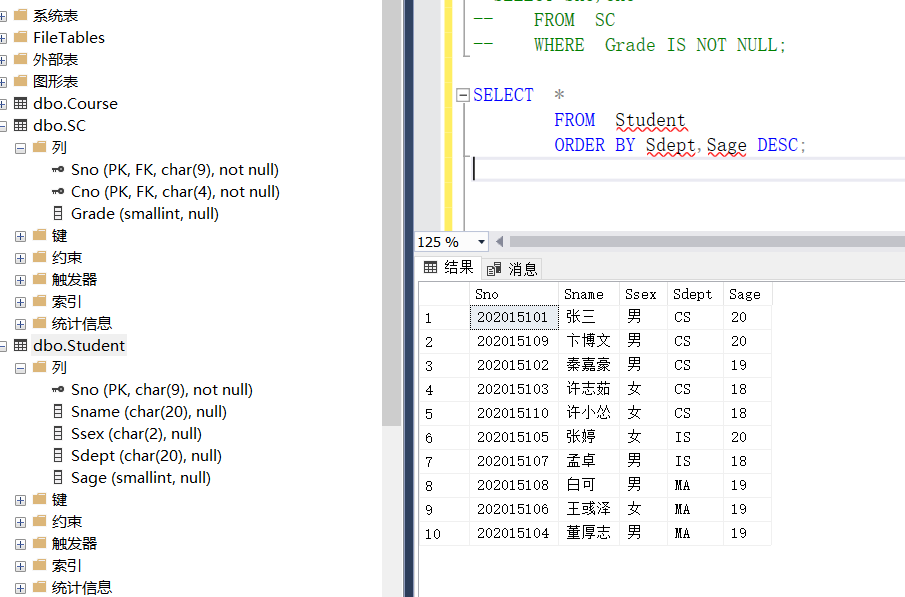 系统表
FileTables
外部表
图形表
dbo.Course
dbo.SC
列
Sno (PK, FK, char(9), not null)
Cno (PK, FK, char(4), not null)
Grade (smallint, null)
键
约束
触发器
索引
统计信息
dbo.Student
列
Sno (PK, char(9), not null)
Sname (char(20), null)
Ssex (char(2), null)
Sdept (char(20), null)
Sage (smallint, null)
键
约束
触发器
索引
统计信息
-- FROM SC
-- WHERE Grade IS NOT NULL;
SELECT *
FROM Student
ORDER BY Sdept,Sage DESC;
125 %
结果 消息
Sno Sname Ssex Sdept Sage
1 202015101 张三 男 CS 20
2 202015109 卞博文 男 CS 20
3 202015102 秦嘉豪 男 CS 19
4 202015103 许志茹 女 CS 18
5 202015110 许小怂 女 CS 18
6 202015105 张婷 女 IS 20
7 202015107 孟卓 男 IS 18
8 202015108 白可 男 MA 19
9 202015106 王彧泽 女 MA 19
10 202015104 董厚志 男 MA 19